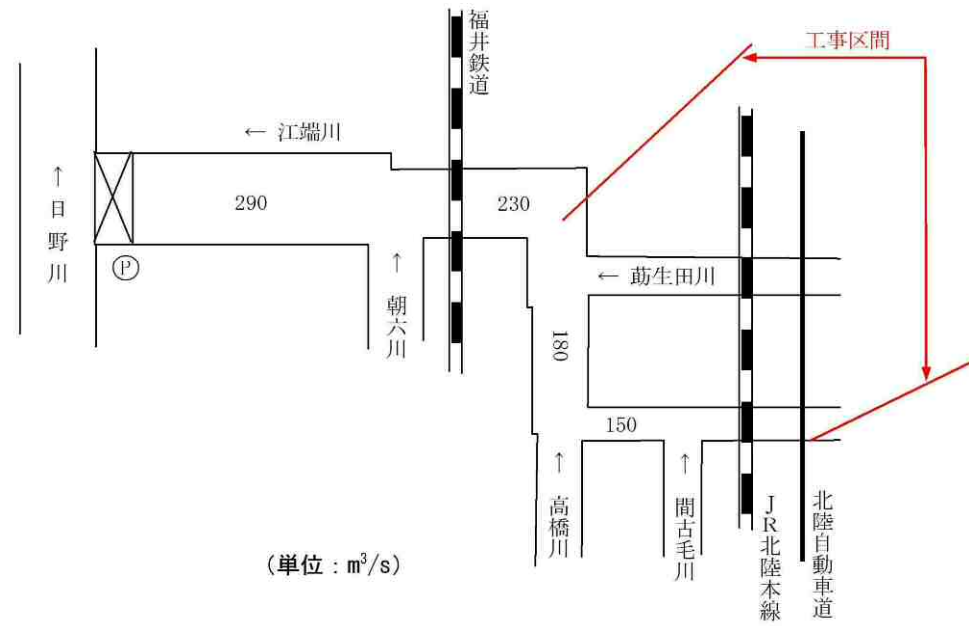 福井鉄道
工事区間
← 江端川
↑日野川
290
230
Ⓟ
← 莇生田川
↑朝六川
180
150
↑高橋川
↑間古毛川
JR北陸本線
北陸自動車道
(単位：m³/s)